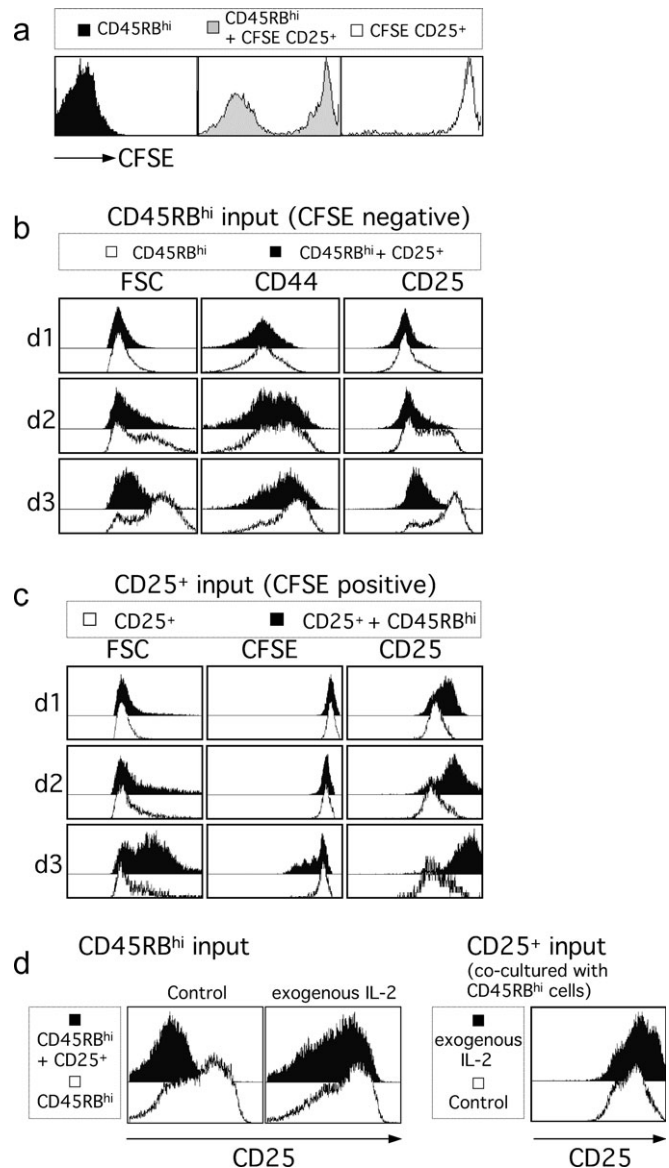 a
CD45RBhi
CD45RBhi + CFSE CD25+
CFSE CD25+
CFSE
b
CD45RBhi input (CFSE negative)
CD45RBhi
CD45RBhi + CD25+
FSC CD44 CD25
d1
d2
d3
c
CD25+ input (CFSE positive)
CD25+
CD25+ + CD45RBhi
FSC CFSE CD25
d1
d2
d3
d
CD45RBhi input
Control
exogenous IL-2
CD45RBhi
+ CD25+
CD45RBhi
CD25
CD25+ input
(co-cultured with
CD45RBhi cells)
exogenous
IL-2
Control
CD25